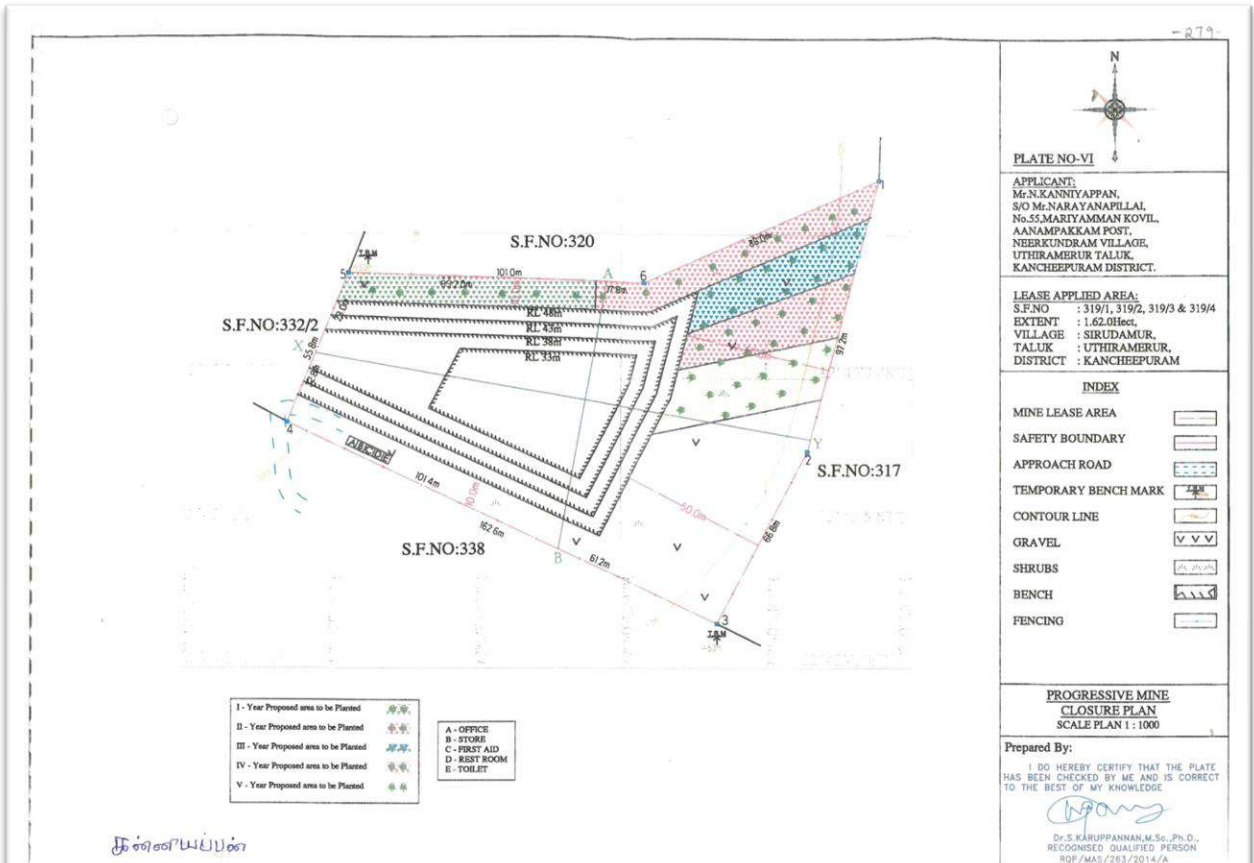 -279-
N
PLATE NO-VI
APPLICANT:
Mr.N.KANNIYAPPAN,
S/O Mr.NARAYANAPILLAI,
No.55,MARIYAMMAN KOVIL,
AANAMPAKKAM POST,
NEERKUNDRAM VILLAGE,
UTHIRAMERUR TALUK,
KANCHEEPURAM DISTRICT.
LEASE APPLIED AREA:
S.F.NO : 319/1, 319/2, 319/3 & 319/4
EXTENT : 1.62.0Hect,
VILLAGE : SIRUDAMUR,
TALUK : UTHIRAMERUR,
DISTRICT : KANCHEEPURAM
INDEX
MINE LEASE AREA
SAFETY BOUNDARY
APPROACH ROAD
TEMPORARY BENCH MARK T.B.M
CONTOUR LINE
GRAVEL V V V
SHRUBS
BENCH
FENCING
PROGRESSIVE MINE
CLOSURE PLAN
SCALE PLAN 1 : 1000
Prepared By:
I DO HEREBY CERTIFY THAT THE PLATE
HAS BEEN CHECKED BY ME AND IS CORRECT
TO THE BEST OF MY KNOWLEDGE
Dr.S.KARUPPANNAN,M.Sc.,Ph.D.,
RECOGNISED QUALIFIED PERSON
RQP/MAS/263/2014/A
1
S.F.NO:320
88.0m
T.B.M
5
101.0m
A
6
17.8m
RL 48m
RL 43m
RL 38m
RL 33m
S.F.NO:332/2
X
55.8m
97.2m
Y
2
S.F.NO:317
4
A B C D E
101.4m
10.0m
162.6m
50.0m
66.8m
S.F.NO:338
B
61.2m
3
T.B.M
I - Year Proposed area to be Planted
II - Year Proposed area to be Planted
III - Year Proposed area to be Planted
IV - Year Proposed area to be Planted
V - Year Proposed area to be Planted
A - OFFICE
B - STORE
C - FIRST AID
D - REST ROOM
E - TOILET